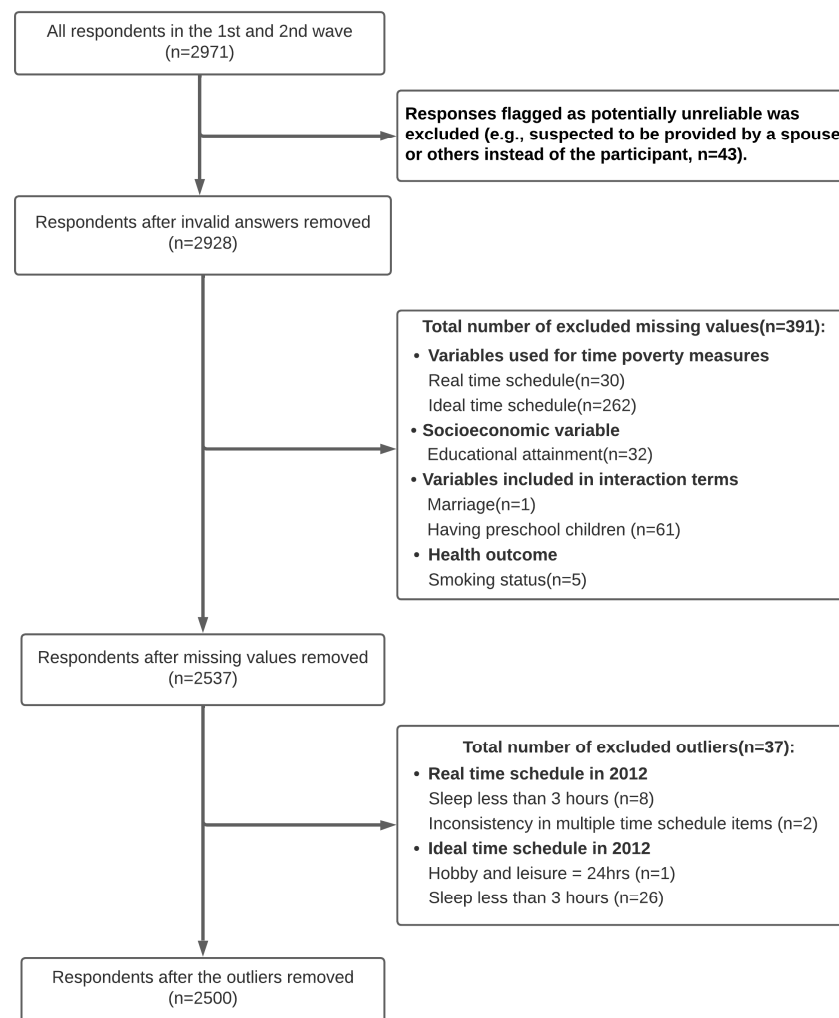 All respondents in the 1st and 2nd wave
(n=2971)
Responses flagged as potentially unreliable was
excluded (e.g., suspected to be provided by a spouse
or others instead of the participant, n=43).
Respondents after invalid answers removed
(n=2928)
Total number of excluded missing values(n=391):
• Variables used for time poverty measures
Real time schedule(n=30)
Ideal time schedule(n=262)
• Socioeconomic variable
Educational attainment(n=32)
• Variables included in interaction terms
Marriage(n=1)
Having preschool children (n=61)
• Health outcome
Smoking status(n=5)
Respondents after missing values removed
(n=2537)
Total number of excluded outliers(n=37):
• Real time schedule in 2012
Sleep less than 3 hours (n=8)
Inconsistency in multiple time schedule items (n=2)
• Ideal time schedule in 2012
Hobby and leisure = 24hrs (n=1)
Sleep less than 3 hours (n=26)
Respondents after the outliers removed
(n=2500)